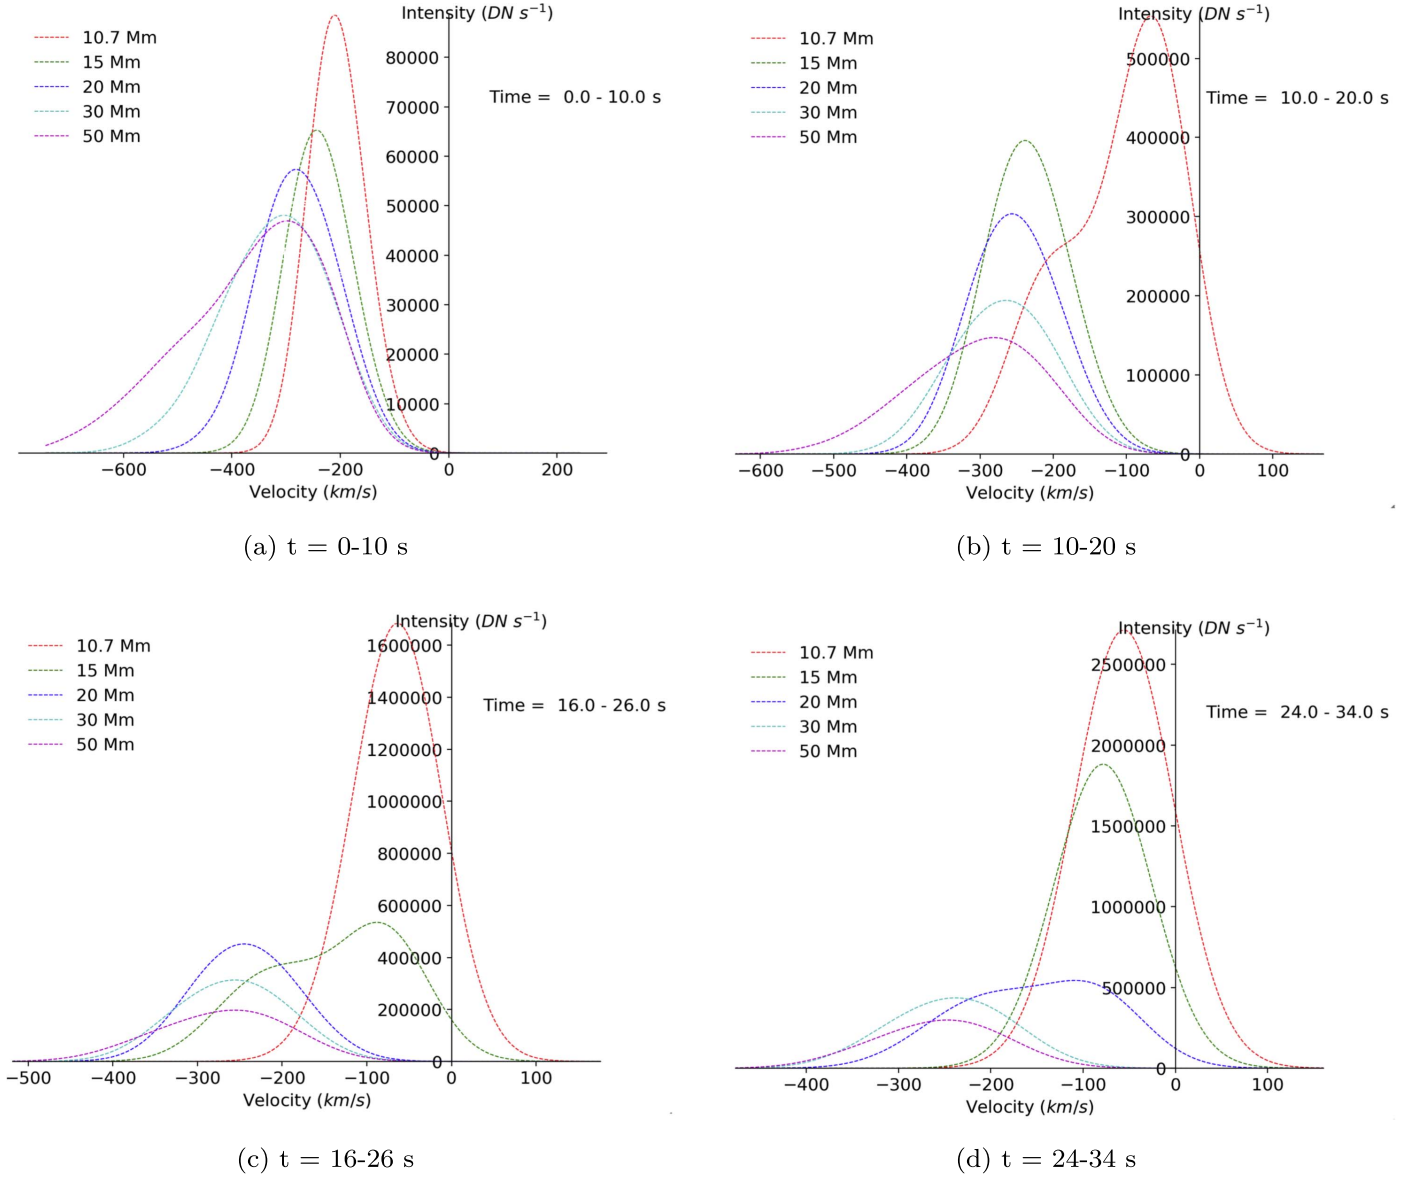 Intensity (DN s⁻¹)
10.7 Mm
15 Mm
20 Mm
30 Mm
50 Mm
Time = 0.0 - 10.0 s
80000
70000
60000
50000
40000
30000
20000
10000
0
−600 −400 −200 0 200
Velocity (km/s)
(a) t = 0-10 s
Intensity (DN s⁻¹)
10.7 Mm
15 Mm
20 Mm
30 Mm
50 Mm
Time = 10.0 - 20.0 s
500000
400000
300000
200000
100000
0
−600 −500 −400 −300 −200 −100 0 100
Velocity (km/s)
(b) t = 10-20 s
Intensity (DN s⁻¹)
10.7 Mm
15 Mm
20 Mm
30 Mm
50 Mm
Time = 16.0 - 26.0 s
1600000
1400000
1200000
1000000
800000
600000
400000
200000
0
−500 −400 −300 −200 −100 0 100
Velocity (km/s)
(c) t = 16-26 s
Intensity (DN s⁻¹)
10.7 Mm
15 Mm
20 Mm
30 Mm
50 Mm
Time = 24.0 - 34.0 s
2500000
2000000
1500000
1000000
500000
0
−400 −300 −200 −100 0 100
Velocity (km/s)
(d) t = 24-34 s